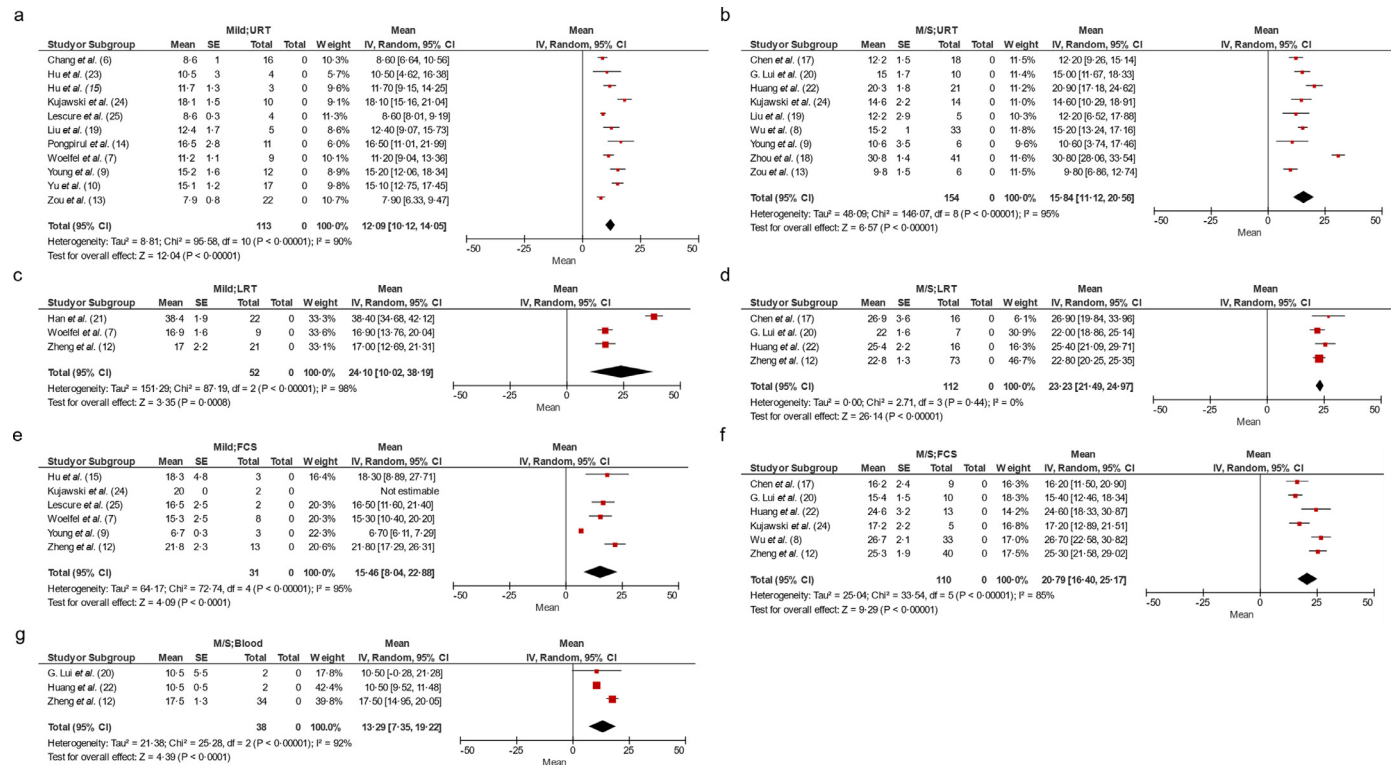 a
Mild;URT Mean Mean
Study or Subgroup Mean SE Total Total Weight IV, Random, 95% CI IV, Random, 95% CI
Chang et al. (6) 8·6 1 16 0 10·3% 8·60 [6·64, 10·56]
Hu et al. (23) 10·5 3 4 0 5·7% 10·50 [4·62, 16·38]
Hu et al. (15) 11·7 1·3 3 0 9·6% 11·70 [9·15, 14·25]
Kujawski et al. (24) 18·1 1·5 10 0 9·1% 18·10 [15·16, 21·04]
Lescure et al. (25) 8·6 0·3 4 0 11·3% 8·60 [8·01, 9·19]
Liu et al. (19) 12·4 1·7 5 0 8·6% 12·40 [9·07, 15·73]
Pongpirul et al. (14) 16·5 2·8 11 0 6·0% 16·50 [11·01, 21·99]
Woelfel et al. (7) 11·2 1·1 9 0 10·1% 11·20 [9·04, 13·36]
Young et al. (9) 15·2 1·6 12 0 8·9% 15·20 [12·06, 18·34]
Yu et al. (10) 15·1 1·2 17 0 9·8% 15·10 [12·75, 17·45]
Zou et al. (13) 7·9 0·8 22 0 10·7% 7·90 [6·33, 9·47]
Total (95% CI) 113 0 100·0% 12·09 [10·12, 14·05]
Heterogeneity: Tau² = 8·81; Chi² = 95·58, df = 10 (P < 0·00001); I² = 90%
Test for overall effect: Z = 12·04 (P < 0·00001)
-50 -25 0 25 50
Mean
b
M/S;URT Mean Mean
Study or Subgroup Mean SE Total Total Weight IV, Random, 95% CI IV, Random, 95% CI
Chen et al. (17) 12·2 1·5 18 0 11·5% 12·20 [9·26, 15·14]
G. Lui et al. (20) 15 1·7 10 0 11·4% 15·00 [11·67, 18·33]
Huang et al. (22) 20·3 1·8 21 0 11·2% 20·90 [17·18, 24·62]
Kujawski et al. (24) 14·6 2·2 14 0 11·0% 14·60 [10·29, 18·91]
Liu et al. (19) 12·2 2·9 5 0 10·3% 12·20 [6·52, 17·88]
Wu et al. (8) 15·2 1 33 0 11·8% 15·20 [13·24, 17·16]
Young et al. (9) 10·6 3·5 6 0 9·6% 10·60 [3·74, 17·46]
Zhou et al. (18) 30·8 1·4 41 0 11·6% 30·80 [28·06, 33·54]
Zou et al. (13) 9·8 1·5 6 0 11·5% 9·80 [6·86, 12·74]
Total (95% CI) 154 0 100·0% 15·84 [11·12, 20·56]
Heterogeneity: Tau² = 48·09; Chi² = 146·07, df = 8 (P < 0·00001); I² = 95%
Test for overall effect: Z = 6·57 (P < 0·00001)
-50 -25 0 25 50
Mean
c
Mild;LRT Mean Mean
Study or Subgroup Mean SE Total Total Weight IV, Random, 95% CI IV, Random, 95% CI
Han et al. (21) 38·4 1·9 22 0 33·3% 38·40 [34·68, 42·12]
Woelfel et al. (7) 16·9 1·6 9 0 33·6% 16·90 [13·76, 20·04]
Zheng et al. (12) 17 2·2 21 0 33·1% 17·00 [12·69, 21·31]
Total (95% CI) 52 0 100·0% 24·10 [10·02, 38·19]
Heterogeneity: Tau² = 151·29; Chi² = 87·19, df = 2 (P < 0·00001); I² = 98%
Test for overall effect: Z = 3·35 (P = 0·0008)
-50 -25 0 25 50
Mean
d
M/S;LRT Mean Mean
Study or Subgroup Mean SE Total Total Weight IV, Random, 95% CI IV, Random, 95% CI
Chen et al. (17) 26·9 3·6 16 0 6·1% 26·90 [19·84, 33·96]
G. Lui et al. (20) 22 1·6 7 0 30·9% 22·00 [18·86, 25·14]
Huang et al. (22) 25·4 2·2 16 0 16·3% 25·40 [21·09, 29·71]
Zheng et al. (12) 22·8 1·3 73 0 46·7% 22·80 [20·25, 25·35]
Total (95% CI) 112 0 100·0% 23·23 [21·49, 24·97]
Heterogeneity: Tau² = 0·00; Chi² = 2·71, df = 3 (P = 0·44); I² = 0%
Test for overall effect: Z = 26·14 (P < 0·00001)
-50 -25 0 25 50
Mean
e
Mild;FCS Mean Mean
Study or Subgroup Mean SE Total Total Weight IV, Random, 95% CI IV, Random, 95% CI
Hu et al. (15) 18·3 4·8 3 0 16·4% 18·30 [8·89, 27·71]
Kujawski et al. (24) 20 0 2 0 Not estimable
Lescure et al. (25) 16·5 2·5 2 0 20·3% 16·50 [11·60, 21·40]
Woelfel et al. (7) 15·3 2·5 8 0 20·3% 15·30 [10·40, 20·20]
Young et al. (9) 6·7 0·3 3 0 22·3% 6·70 [6·11, 7·29]
Zheng et al. (12) 21·8 2·3 13 0 20·6% 21·80 [17·29, 26·31]
Total (95% CI) 31 0 100·0% 15·46 [8·04, 22·88]
Heterogeneity: Tau² = 64·17; Chi² = 72·74, df = 4 (P < 0·00001); I² = 95%
Test for overall effect: Z = 4·09 (P < 0·0001)
-50 -25 0 25 50
Mean
f
M/S;FCS Mean Mean
Study or Subgroup Mean SE Total Total Weight IV, Random, 95% CI IV, Random, 95% CI
Chen et al. (17) 16·2 2·4 9 0 16·3% 16·20 [11·50, 20·90]
G. Lui et al. (20) 15·4 1·5 10 0 18·3% 15·40 [12·46, 18·34]
Huang et al. (22) 24·6 3·2 13 0 14·2% 24·60 [18·33, 30·87]
Kujawski et al. (24) 17·2 2·2 5 0 16·8% 17·20 [12·89, 21·51]
Wu et al. (8) 26·7 2·1 33 0 17·0% 26·70 [22·58, 30·82]
Zheng et al. (12) 25·3 1·9 40 0 17·5% 25·30 [21·58, 29·02]
Total (95% CI) 110 0 100·0% 20·79 [16·40, 25·17]
Heterogeneity: Tau² = 25·04; Chi² = 33·54, df = 5 (P < 0·00001); I² = 85%
Test for overall effect: Z = 9·29 (P < 0·00001)
-50 -25 0 25 50
Mean
g
M/S;Blood Mean Mean
Study or Subgroup Mean SE Total Total Weight IV, Random, 95% CI IV, Random, 95% CI
G. Lui et al. (20) 10·5 5·5 2 0 17·8% 10·50 [-0·28, 21·28]
Huang et al. (22) 10·5 0·5 2 0 42·4% 10·50 [9·52, 11·48]
Zheng et al. (12) 17·5 1·3 34 0 39·8% 17·50 [14·95, 20·05]
Total (95% CI) 38 0 100·0% 13·29 [7·35, 19·22]
Heterogeneity: Tau² = 21·38; Chi² = 25·28, df = 2 (P < 0·00001); I² = 92%
Test for overall effect: Z = 4·39 (P < 0·0001)
-50 -25 0 25 50
Mean